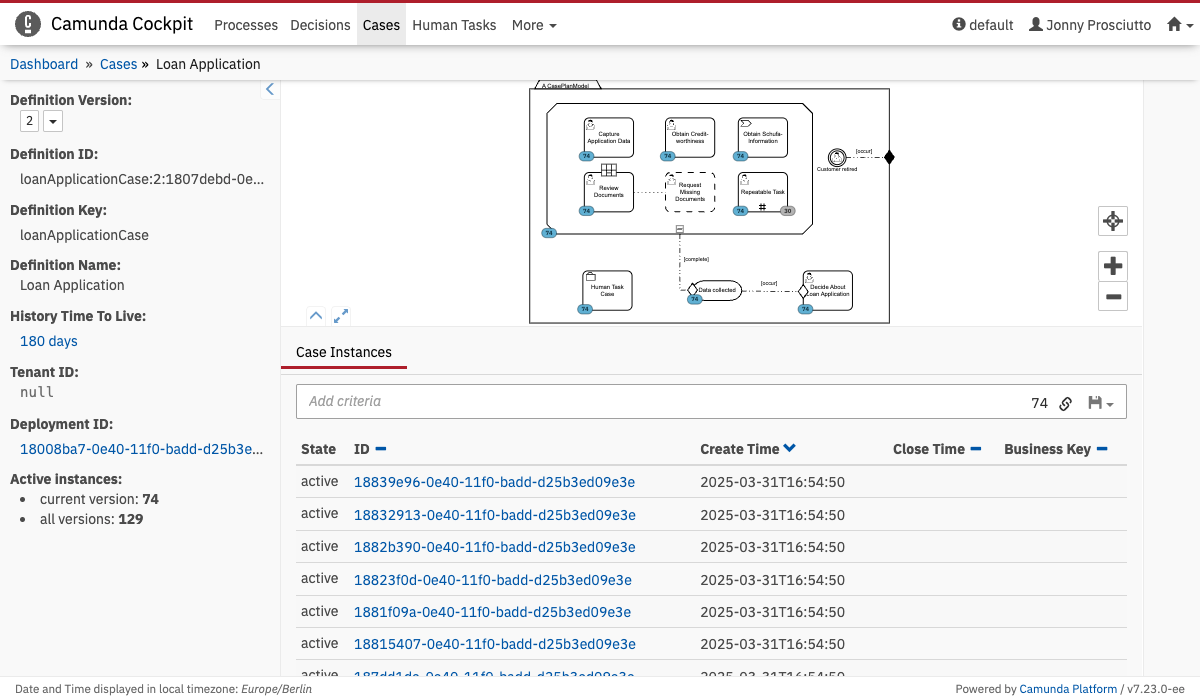 Camunda Cockpit Processes Decisions Cases Human Tasks More default Jonny Prosciutto
Dashboard » Cases » Loan Application
Definition Version:
2
Definition ID:
loanApplicationCase:2:1807debd-0e...
Definition Key:
loanApplicationCase
Definition Name:
Loan Application
History Time To Live:
180 days
Tenant ID:
null
Deployment ID:
18008ba7-0e40-11f0-badd-d25b3e...
Active instances:
current version: 74
all versions: 129
A CasePlanModel
Capture
Application Data
74
Obtain Credit-
worthiness
74
Obtain Schufa-
Information
74
[occur]
Customer retired
Review
Documents
74
Request
Missing
Documents
Repeatable Task
74
30
74
[complete]
Human Task
Case
74
Data collected
74
[occur]
Decide About
Loan Application
74
Case Instances
Add criteria 74
State ID Create Time Close Time Business Key
active 18839e96-0e40-11f0-badd-d25b3ed09e3e 2025-03-31T16:54:50
active 18832913-0e40-11f0-badd-d25b3ed09e3e 2025-03-31T16:54:50
active 1882b390-0e40-11f0-badd-d25b3ed09e3e 2025-03-31T16:54:50
active 18823f0d-0e40-11f0-badd-d25b3ed09e3e 2025-03-31T16:54:50
active 1881f09a-0e40-11f0-badd-d25b3ed09e3e 2025-03-31T16:54:50
active 18815407-0e40-11f0-badd-d25b3ed09e3e 2025-03-31T16:54:50
Date and Time displayed in local timezone: Europe/Berlin
Powered by Camunda Platform / v7.23.0-ee